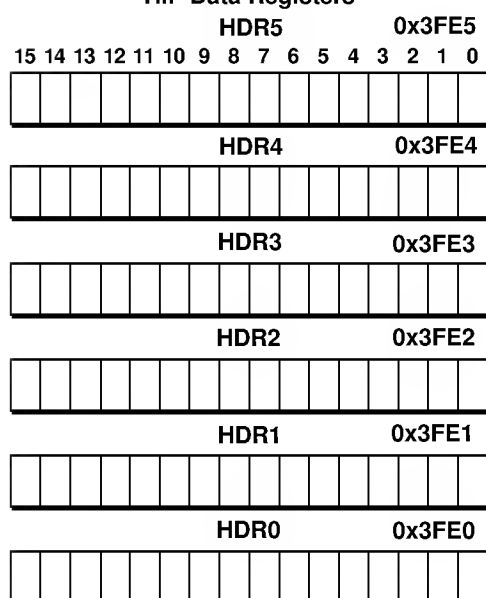 Data Registers
HDR5 0x3FE5
15 14 13 12 11 10 9 8 7 6 5 4 3 2 1 0
HDR4 0x3FE4
HDR3 0x3FE3
HDR2 0x3FE2
HDR1 0x3FE1
HDR0 0x3FE0